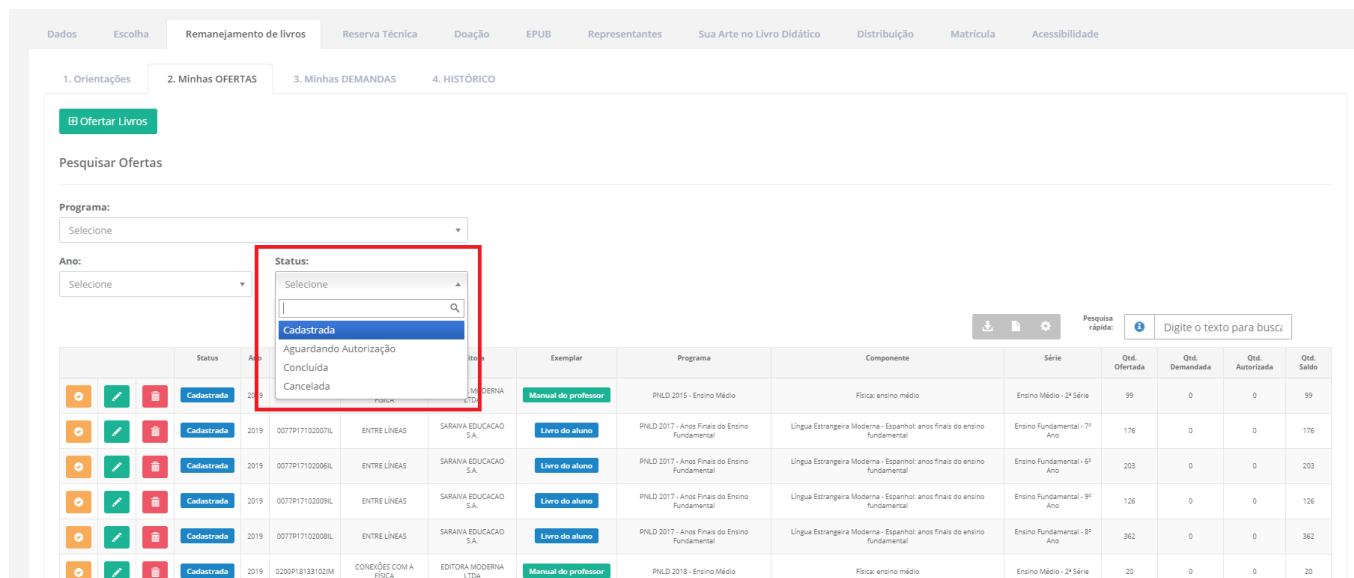 Dados Escolha Remanejamento de livros Reserva Técnica Doação EPUB Representantes Sua Arte no Livro Didático Distribuição Matrícula Acessibilidade
1. Orientações 2. Minhas OFERTAS 3. Minhas DEMANDAS 4. HISTÓRICO
Ofertar Livros
Pesquisar Ofertas
Programa:
Selecione
Ano: Status:
Selecione Selecione
Cadastrada
Aguardando Autorização
Concluída
Cancelada
Pesquisa
rápida: Digite o texto para busca
Status Exemplar Programa Componente Série Qtd. Ofertada Qtd. Demandada Qtd. Autorizada Qtd. Saldo
Cadastrada FÍSICA MODERNA LTDA Manual do professor PNLD 2015 - Ensino Médio Física: ensino médio Ensino Médio - 2ª Série 99 0 0 99
Cadastrada 2019 0077P17102007IL ENTRE LÍNEAS SARAIVA EDUCACAO S.A. Livro do aluno PNLD 2017 - Anos Finais do Ensino Fundamental Língua Estrangeira Moderna - Espanhol: anos finais do ensino fundamental Ensino Fundamental - 7º Ano 176 0 0 176
Cadastrada 2019 0077P17102006IL ENTRE LÍNEAS SARAIVA EDUCACAO S.A. Livro do aluno PNLD 2017 - Anos Finais do Ensino Fundamental Língua Estrangeira Moderna - Espanhol: anos finais do ensino fundamental Ensino Fundamental - 6º Ano 203 0 0 203
Cadastrada 2019 0077P17102009IL ENTRE LÍNEAS SARAIVA EDUCACAO S.A. Livro do aluno PNLD 2017 - Anos Finais do Ensino Fundamental Língua Estrangeira Moderna - Espanhol: anos finais do ensino fundamental Ensino Fundamental - 9º Ano 126 0 0 126
Cadastrada 2019 0077P17102008IL ENTRE LÍNEAS SARAIVA EDUCACAO S.A. Livro do aluno PNLD 2017 - Anos Finais do Ensino Fundamental Língua Estrangeira Moderna - Espanhol: anos finais do ensino fundamental Ensino Fundamental - 8º Ano 362 0 0 362
Cadastrada 2019 0200P18133102IM CONEXÕES COM A FÍSICA EDITORA MODERNA LTDA Manual do professor PNLD 2018 - Ensino Médio Física: ensino médio Ensino Médio - 2ª Série 20 0 0 20